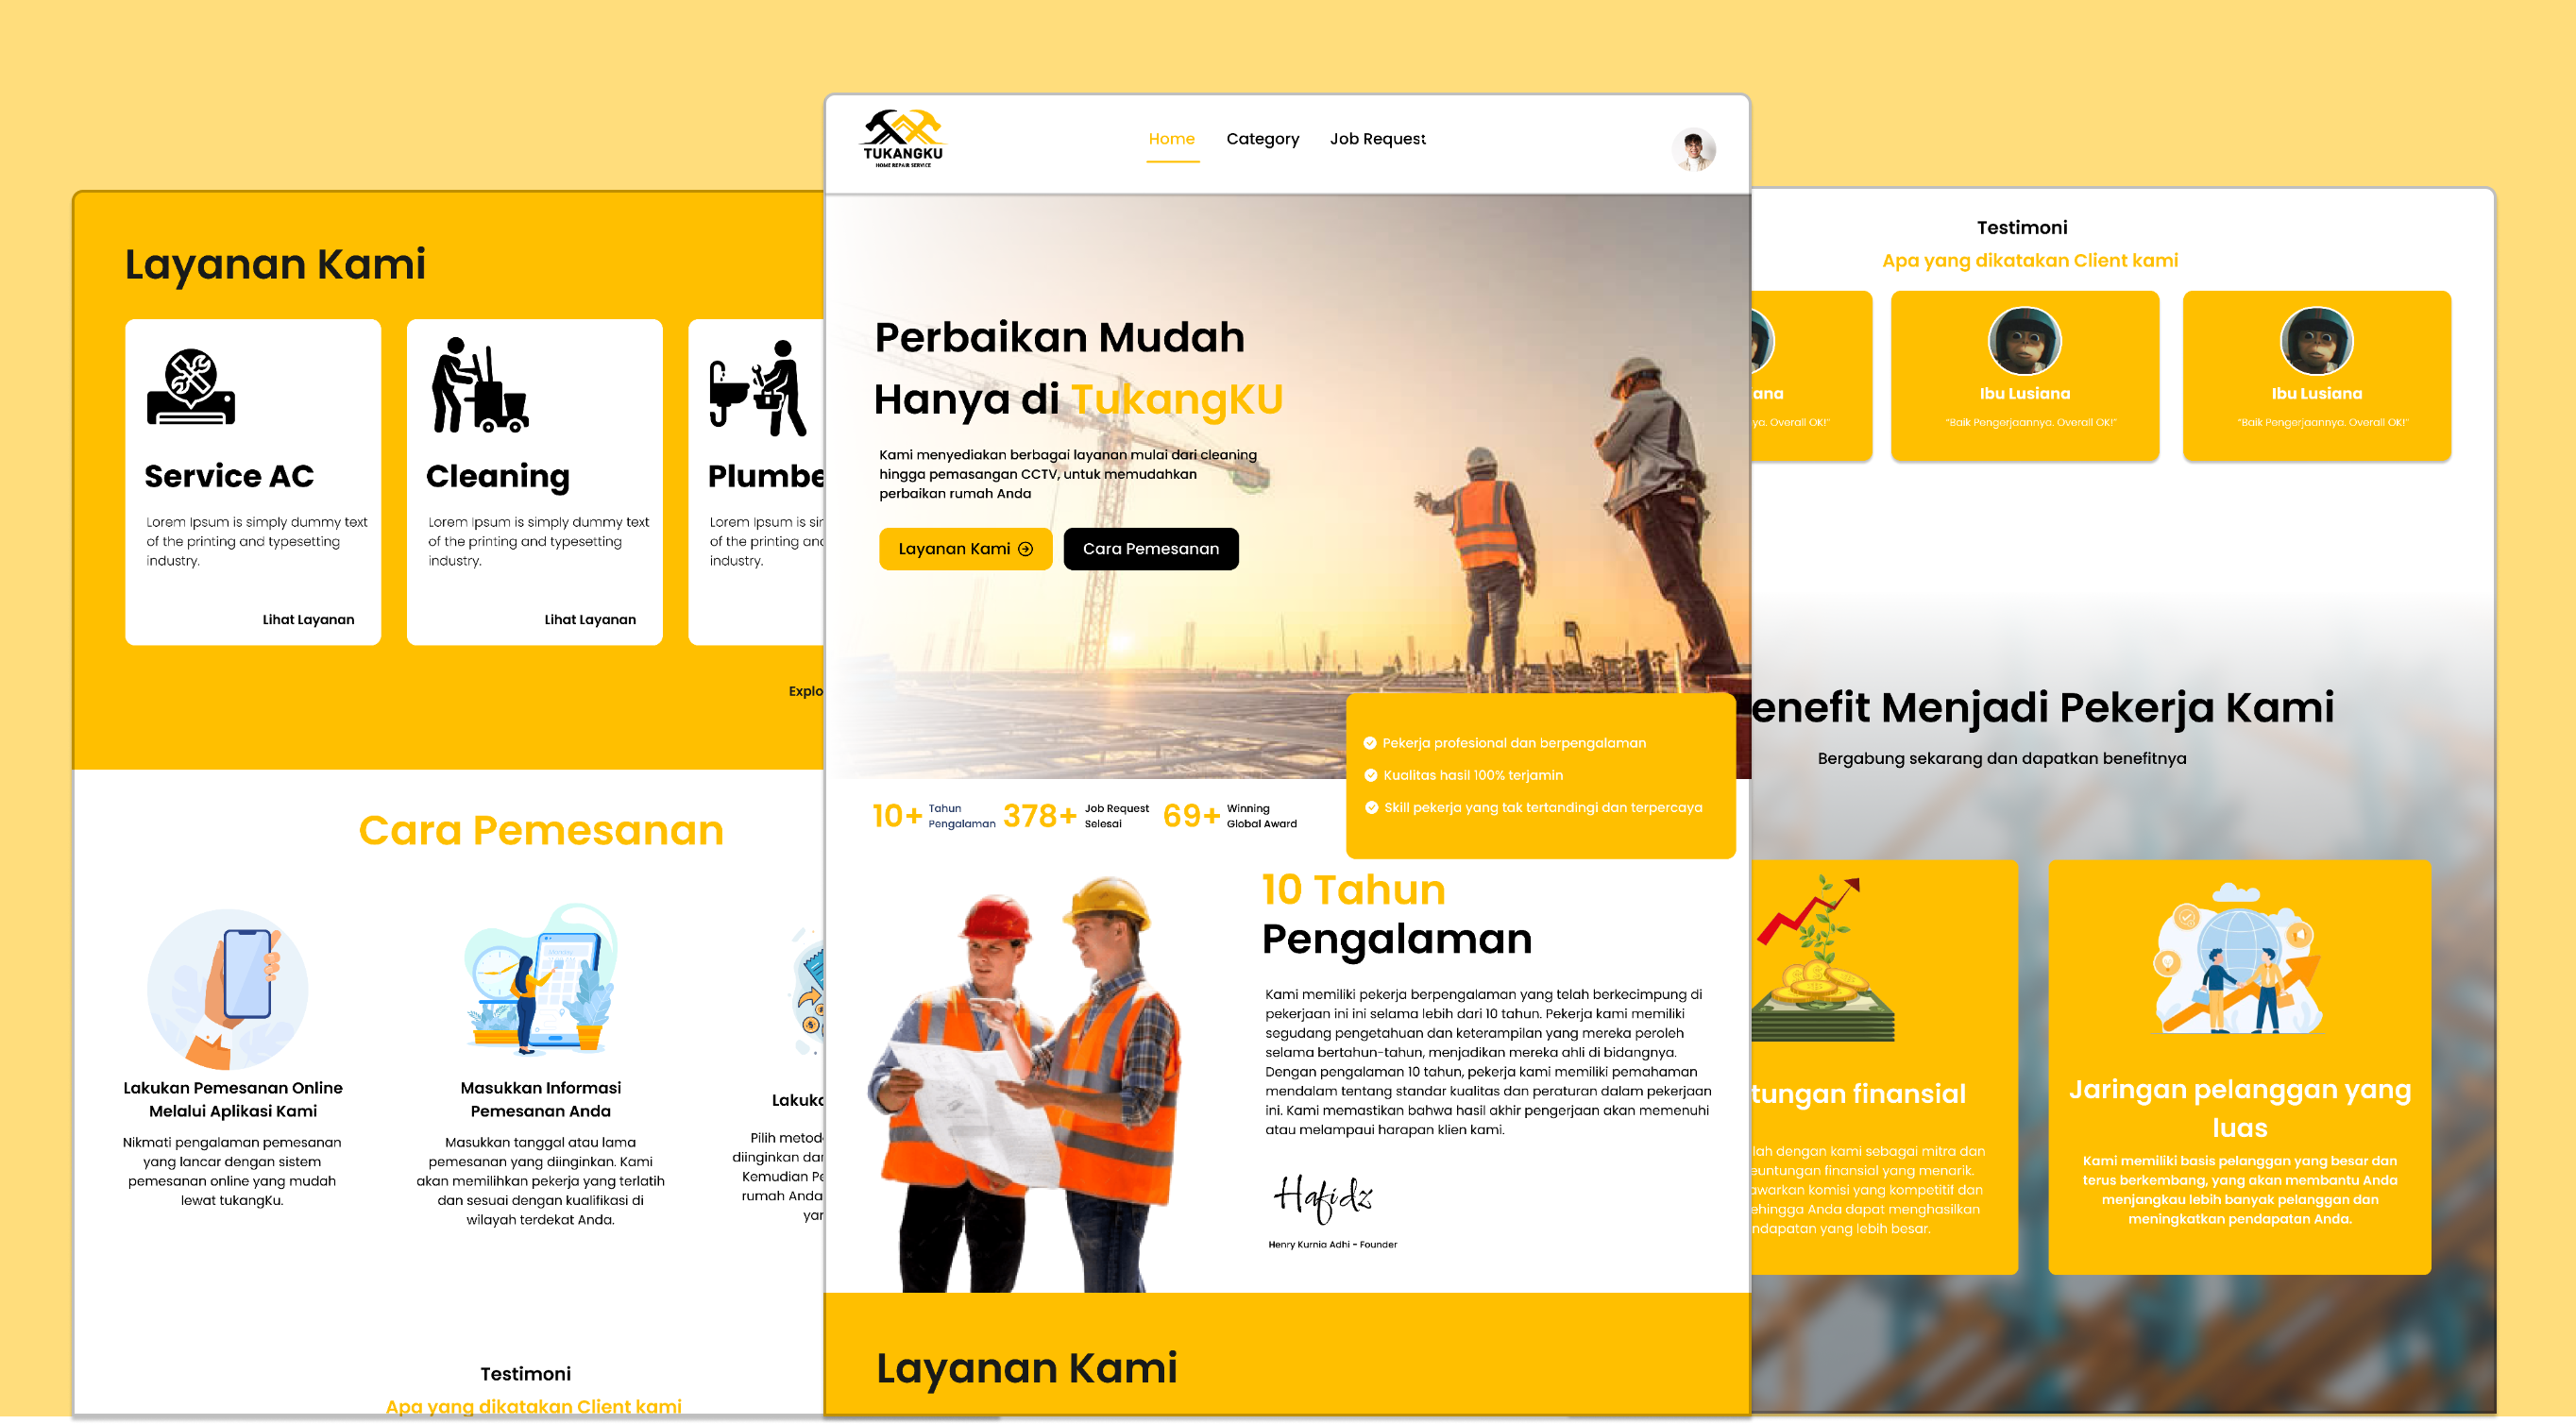 Layanan Kami
Service AC
Lorem Ipsum is simply dummy text
of the printing and typesetting
industry.
Lihat Layanan
Cleaning
Lorem Ipsum is simply dummy text
of the printing and typesetting
industry.
Lihat Layanan
Plumbe
Lorem Ipsum is sir
of the printing and
industry.
Explo
Cara Pemesanan
Lakukan Pemesanan Online
Melalui Aplikasi Kami
Nikmati pengalaman pemesanan
yang lancar dengan sistem
pemesanan online yang mudah
lewat tukangKu.
Masukkan Informasi
Pemesanan Anda
Masukkan tanggal atau lama
pemesanan yang diinginkan. Kami
akan memilihkan pekerja yang terlatih
dan sesuai dengan kualifikasi di
wilayah terdekat Anda.
Lakuka
Pilih metod
diinginkan dan
Kemudian Pe
rumah Anda
yar
Testimoni
Apa yang dikatakan Client kami
TUKANGKU
HOME REPAIR SERVICE
Home
Category
Job Request
Perbaikan Mudah
Hanya di TukangKU
Kami menyediakan berbagai layanan mulai dari cleaning
hingga pemasangan CCTV, untuk memudahkan
perbaikan rumah Anda
Layanan Kami
Cara Pemesanan
Pekerja profesional dan berpengalaman
Kualitas hasil 100% terjamin
Skill pekerja yang tak tertandingi dan terpercaya
10+ Tahun
Pengalaman
378+ Job Request
Selesai
69+ Winning
Global Award
10 Tahun
Pengalaman
Kami memiliki pekerja berpengalaman yang telah berkecimpung di
pekerjaan ini ini selama lebih dari 10 tahun. Pekerja kami memiliki
segudang pengetahuan dan keterampilan yang mereka peroleh
selama bertahun-tahun, menjadikan mereka ahli di bidangnya.
Dengan pengalaman 10 tahun, pekerja kami memiliki pemahaman
mendalam tentang standar kualitas dan peraturan dalam pekerjaan
ini. Kami memastikan bahwa hasil akhir pengerjaan akan memenuhi
atau melampaui harapan klien kami.
Hafidz
Henry Kurnia Adhi - Founder
Layanan Kami
Testimoni
Apa yang dikatakan Client kami
ana
ya. Overall OK!"
Ibu Lusiana
"Baik Pengerjaannya. Overall OK!"
Ibu Lusiana
"Baik Pengerjaannya. Overall OK!"
enefit Menjadi Pekerja Kami
Bergabung sekarang dan dapatkan benefitnya
tungan finansial
lah dengan kami sebagai mitra dan
euntungan finansial yang menarik.
awarkan komisi yang kompetitif dan
ehingga Anda dapat menghasilkan
ndapatan yang lebih besar.
Jaringan pelanggan yang
luas
Kami memiliki basis pelanggan yang besar dan
terus berkembang, yang akan membantu Anda
menjangkau lebih banyak pelanggan dan
meningkatkan pendapatan Anda.